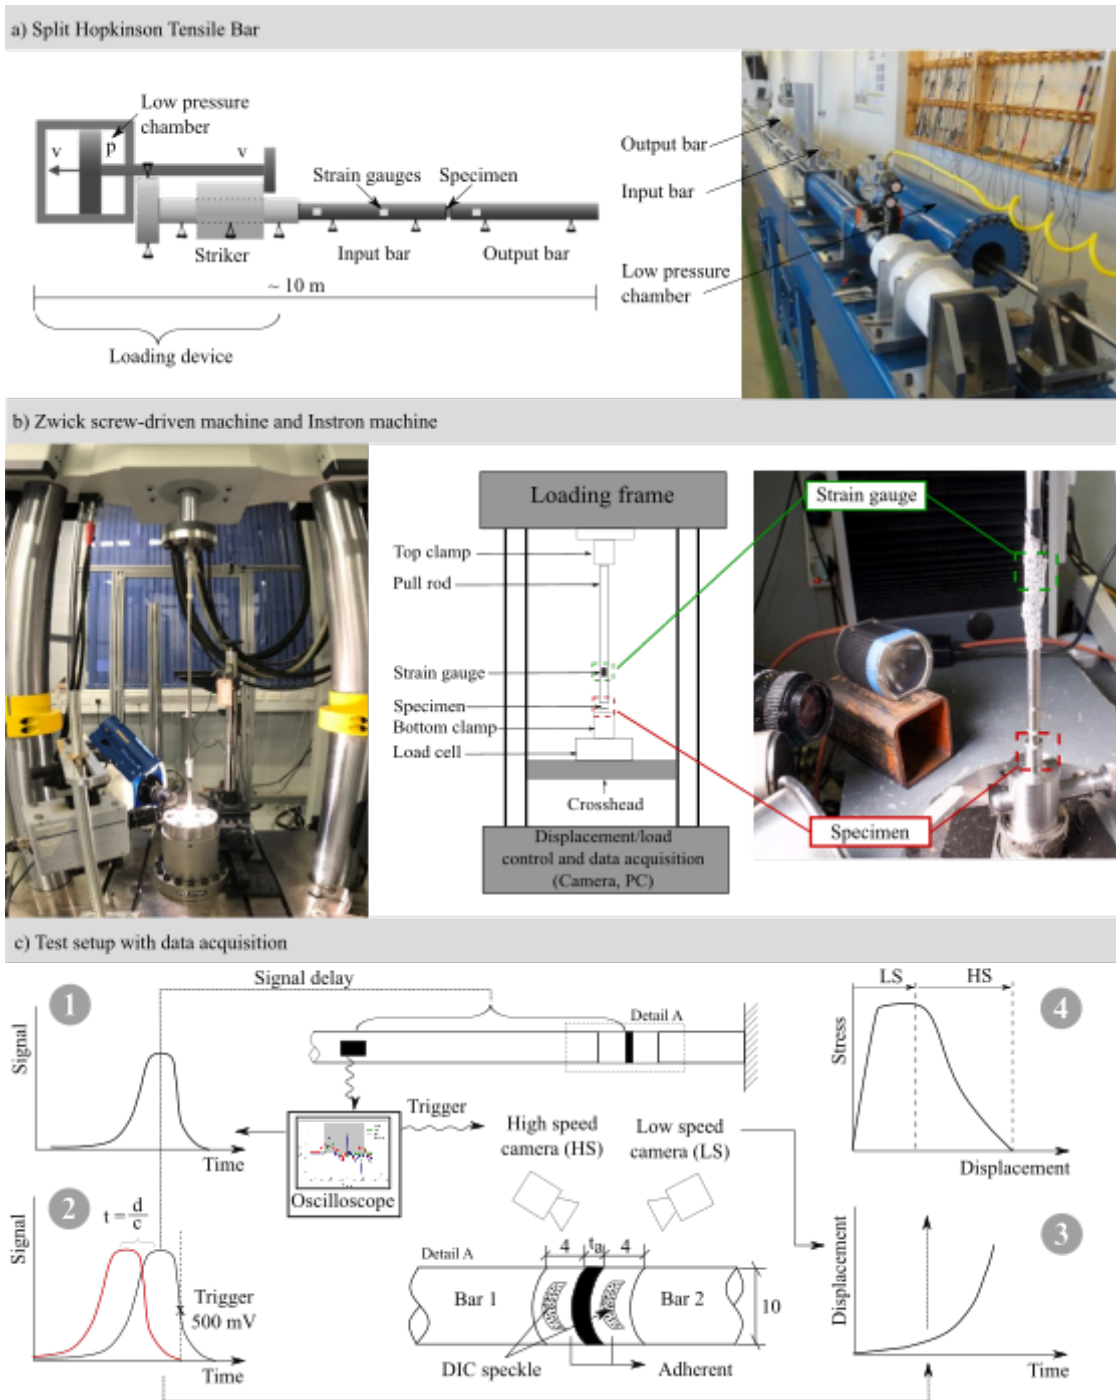 a) Split Hopkinson Tensile Bar
Low pressure
chamber
v
p
v
Strain gauges
Specimen
Striker
Input bar
Output bar
~ 10 m
Loading device
Output bar
Input bar
Low pressure
chamber
b) Zwick screw-driven machine and Instron machine
Loading frame
Top clamp
Pull rod
Strain gauge
Specimen
Bottom clamp
Load cell
Crosshead
Displacement/load
control and data acquisition
(Camera, PC)
Strain gauge
Specimen
c) Test setup with data acquisition
1
Signal
Time
Signal delay
Detail A
Trigger
Oscilloscope
High speed
camera (HS)
Low speed
camera (LS)
LS
HS
4
Stress
Displacement
2
t = d/c
Signal
Trigger
500 mV
Time
Detail A
4
ta
4
Bar 1
Bar 2
10
DIC speckle
Adherent
3
Displacement
Time